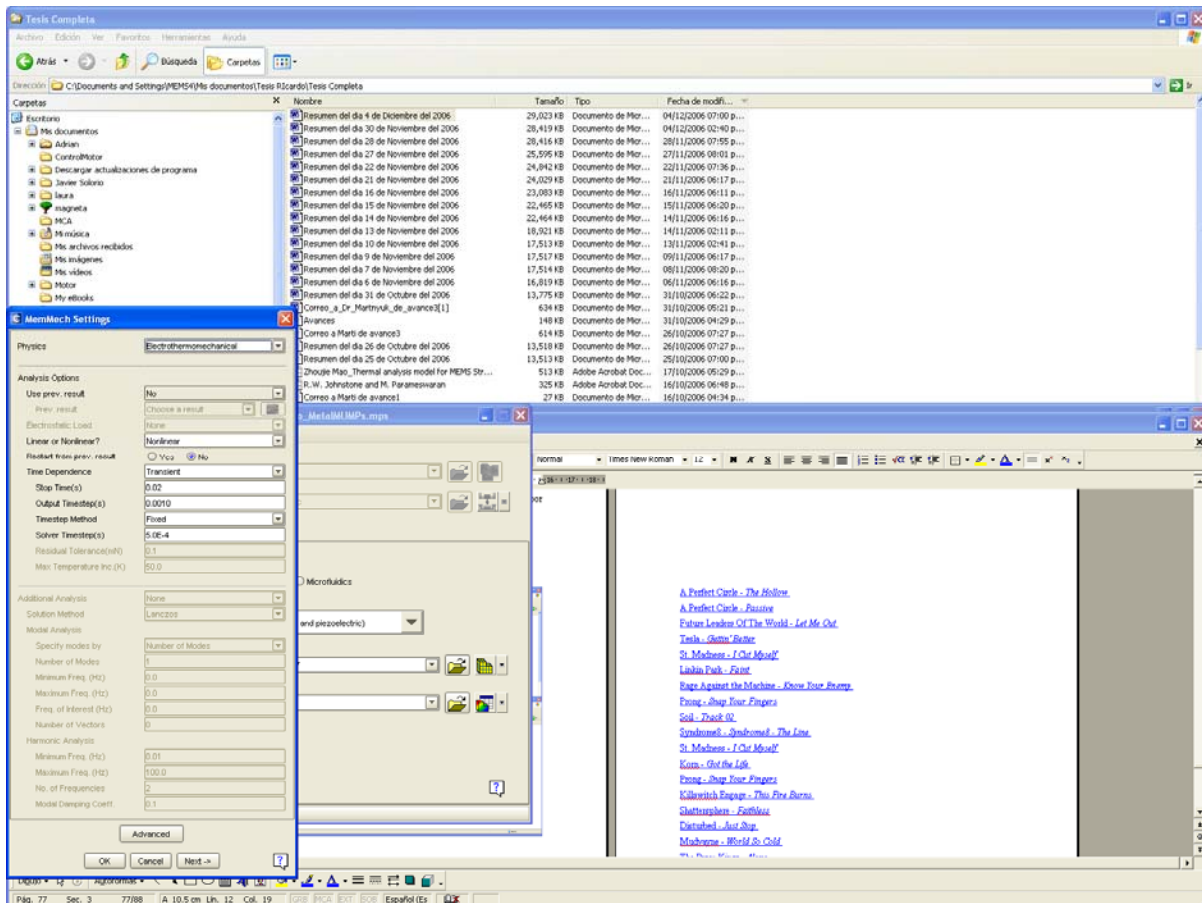 Tesis Completa
Archivo Edición Ver Favoritos Herramientas Ayuda
Atrás Búsqueda Carpetas
Dirección C:\Documents and Settings\MEMS4\Mis documentos\Tesis RIcardo\Tesis Completa Ir
Carpetas X Nombre Tamaño Tipo Fecha de modifi...
Escritorio
Mis documentos
Adrian
ControlMotor
Descargar actualizaciones de programa
Javier Solorio
laura
magneta
MCA
Mi música
Mis archivos recibidos
Mis imágenes
Mis vídeos
Motor
My eBooks
Resumen del dia 4 de Diciembre del 2006 29,023 KB Documento de Micr... 04/12/2006 07:00 p...
Resumen del dia 30 de Noviembre del 2006 28,419 KB Documento de Micr... 04/12/2006 02:40 p...
Resumen del dia 28 de Noviembre del 2006 28,416 KB Documento de Micr... 28/11/2006 07:55 p...
Resumen del dia 27 de Noviembre del 2006 25,595 KB Documento de Micr... 27/11/2006 08:01 p...
Resumen del dia 22 de Noviembre del 2006 24,842 KB Documento de Micr... 22/11/2006 07:36 p...
Resumen del dia 21 de Noviembre del 2006 24,029 KB Documento de Micr... 21/11/2006 06:17 p...
Resumen del dia 16 de Noviembre del 2006 23,083 KB Documento de Micr... 16/11/2006 06:11 p...
Resumen del dia 15 de Noviembre del 2006 22,465 KB Documento de Micr... 15/11/2006 06:20 p...
Resumen del dia 14 de Noviembre del 2006 22,464 KB Documento de Micr... 14/11/2006 06:16 p...
Resumen del dia 13 de Noviembre del 2006 18,921 KB Documento de Micr... 14/11/2006 02:11 p...
Resumen del dia 10 de Noviembre del 2006 17,513 KB Documento de Micr... 13/11/2006 02:41 p...
Resumen del dia 9 de Noviembre del 2006 17,517 KB Documento de Micr... 09/11/2006 06:17 p...
Resumen del dia 7 de Noviembre del 2006 17,514 KB Documento de Micr... 08/11/2006 08:20 p...
Resumen del dia 6 de Noviembre del 2006 16,819 KB Documento de Micr... 06/11/2006 06:16 p...
Resumen del dia 31 de Octubre del 2006 13,775 KB Documento de Micr... 31/10/2006 06:22 p...
Correo_a_Dr_Martnyuk_de_avance3[1] 634 KB Documento de Micr... 31/10/2006 05:21 p...
Avances 148 KB Documento de Micr... 31/10/2006 04:29 p...
Correo a Marti de avance3 614 KB Documento de Micr... 26/10/2006 07:27 p...
Resumen del dia 26 de Octubre del 2006 13,518 KB Documento de Micr... 26/10/2006 07:27 p...
Resumen del dia 25 de Octubre del 2006 13,513 KB Documento de Micr... 25/10/2006 07:00 p...
Zhoujie Mao_Thermal analysis model for MEMS Str... 513 KB Adobe Acrobat Doc... 17/10/2006 05:29 p...
R.W. Johnstone and M. Parameswaran 325 KB Adobe Acrobat Doc... 16/10/2006 06:48 p...
Correo a Marti de avance1 27 KB Documento de Micr... 16/10/2006 04:34 p...
MemMech Settings
Physics Electrothermomechanical
Analysis Options
Use prev. result No
Prev. result Choose a result
Electrostatic Load None
Linear or Nonlinear? Nonlinear
Restart from prev. result Yes No
Time Dependence Transient
Stop Time(s) 0.02
Output Timestep(s) 0.0010
Timestep Method Fixed
Solver Timestep(s) 5.0E-4
Residual Tolerance(mN) 0.1
Max Temperature Inc.(K) 50.0
Additional Analysis None
Solution Method Lanczos
Modal Analysis
Specify modes by Number of Modes
Number of Modes 1
Minimum Freq. (Hz) 0.0
Maximum Freq. (Hz) 0.0
Freq. of Interest (Hz) 0.0
Number of Vectors 0
Harmonic Analysis
Minimum Freq. (Hz) 0.01
Maximum Freq. (Hz) 100.0
No. of Frequencies 2
Modal Damping Coeff. 0.1
Advanced
OK Cancel Next ->
o_MetalMUMPs.mps
Microfluidics
and piezoelectric)
Normal Times New Roman 12 N K S
A Perfect Circle - The Hollow
A Perfect Circle - Passive
Future Leaders Of The World - Let Me Out
Tesla - Gettin' Better
St. Madness - I Cut Myself
Linkin Park - Faint
Rage Against the Machine - Know Your Enemy
Prong - Snap Your Fingers
Soil - Track 02
Syndrome8 - Syndrome8 - The Line
St. Madness - I Cut Myself
Korn - Got the Life
Prong - Snap Your Fingers
Killswitch Engage - This Fire Burns
Shattersphere - Faithless
Disturbed - Just Stop
Mudvayne - World So Cold
Dibujo Autoformas
Pág. 77 Sec. 3 77/88 A 10.5 cm Lín. 12 Col. 19 GRB MCA EXT SOB Español (Es